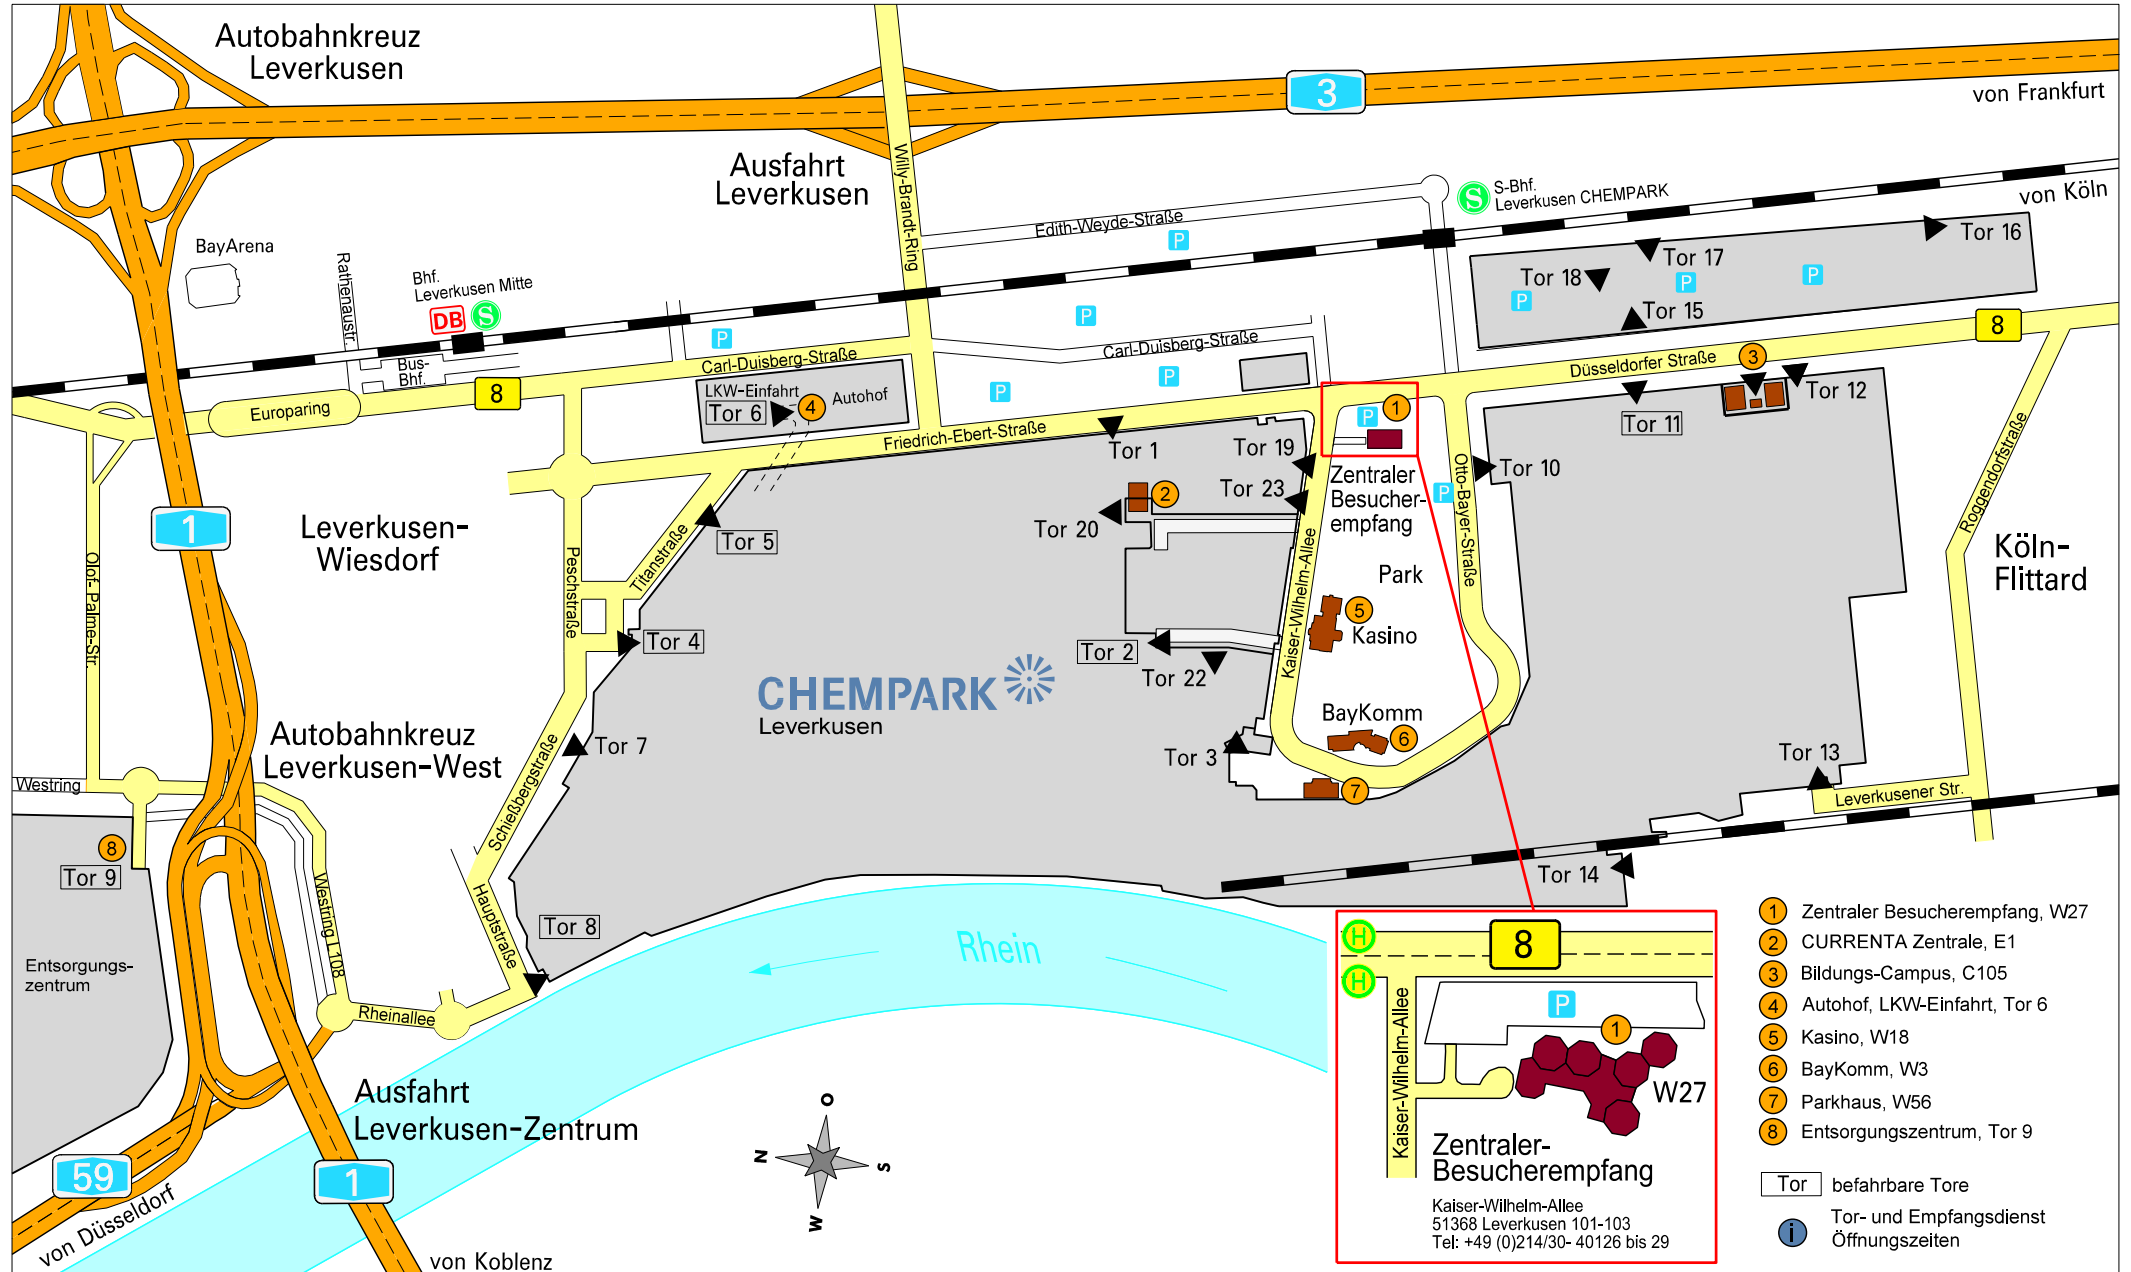 Autobahnkreuz
Leverkusen
3
von Frankfurt
Ausfahrt
Leverkusen
Willy-Brandt-Ring
S
S-Bhf.
Leverkusen CHEMPARK
von Köln
Edith-Weyde-Straße
P
BayArena
Rathenaustr.
Bhf.
Leverkusen Mitte
DB
S
Bus-
Bhf.
P
P
Tor 16
Tor 17
Tor 18
P
P
P
Tor 15
8
Carl-Duisberg-Straße
Carl-Duisberg-Straße
Düsseldorfer Straße
3
Tor 12
Tor 11
Europaring
8
LKW-Einfahrt
Tor 6
4
Autohof
P
P
P
1
Friedrich-Ebert-Straße
Tor 1
Tor 19
Tor 23
Zentraler
Besucher-
empfang
P
Otto-Bayer-Straße
Tor 10
Roggendorfstraße
Köln-
Flittard
1
Leverkusen-
Wiesdorf
Olof- Palme-Str.
Peschstraße
Titanstraße
Tor 5
2
Tor 20
Kaiser-Wilhelm-Allee
Park
5
Kasino
Tor 4
Tor 2
Tor 22
CHEMPARK
Leverkusen
BayKomm
6
Tor 3
7
Tor 13
Leverkusener Str.
Tor 14
Autobahnkreuz
Leverkusen-West
Tor 7
Schießbergstraße
Westring
8
Tor 9
Westring L 108
Hauptstraße
Tor 8
Entsorgungs-
zentrum
Rheinallee
Rhein
Ausfahrt
Leverkusen-Zentrum
59
1
von Düsseldorf
von Koblenz
O
N
S
W
H
H
8
Kaiser-Wilhelm-Allee
P
1
W27
Zentraler-
Besucherempfang
Kaiser-Wilhelm-Allee
51368 Leverkusen 101-103
Tel: +49 (0)214/30- 40126 bis 29
1 Zentraler Besucherempfang, W27
2 CURRENTA Zentrale, E1
3 Bildungs-Campus, C105
4 Autohof, LKW-Einfahrt, Tor 6
5 Kasino, W18
6 BayKomm, W3
7 Parkhaus, W56
8 Entsorgungszentrum, Tor 9
Tor befahrbare Tore
i Tor- und Empfangsdienst
Öffnungszeiten